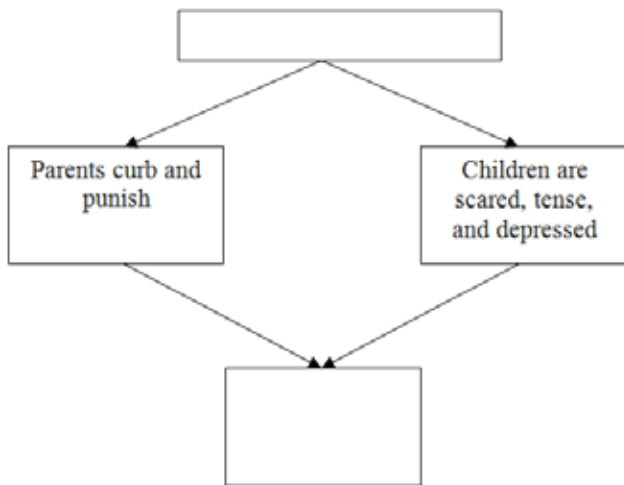 Parents curb and
punish
Children are
scared, tense,
and depressed